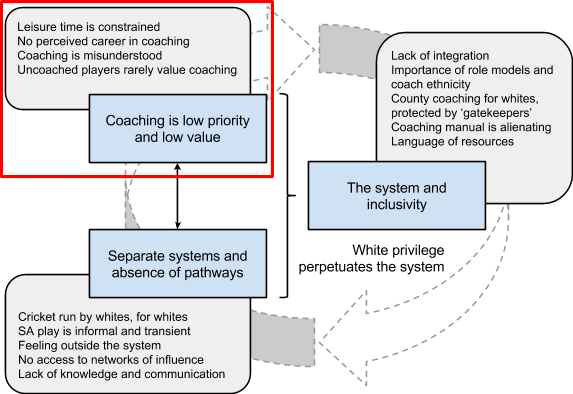 Leisure time is constrained
No perceived career in coaching
Coaching is misunderstood
Uncoached players rarely value coaching
Coaching is low priority
and low value
Lack of integration
Importance of role models and
coach ethnicity
County coaching for whites,
protected by ‘gatekeepers’
Coaching manual is alienating
Language of resources
The system and
inclusivity
White privilege
perpetuates the system
Separate systems and
absence of pathways
Cricket run by whites, for whites
SA play is informal and transient
Feeling outside the system
No access to networks of influence
Lack of knowledge and communication